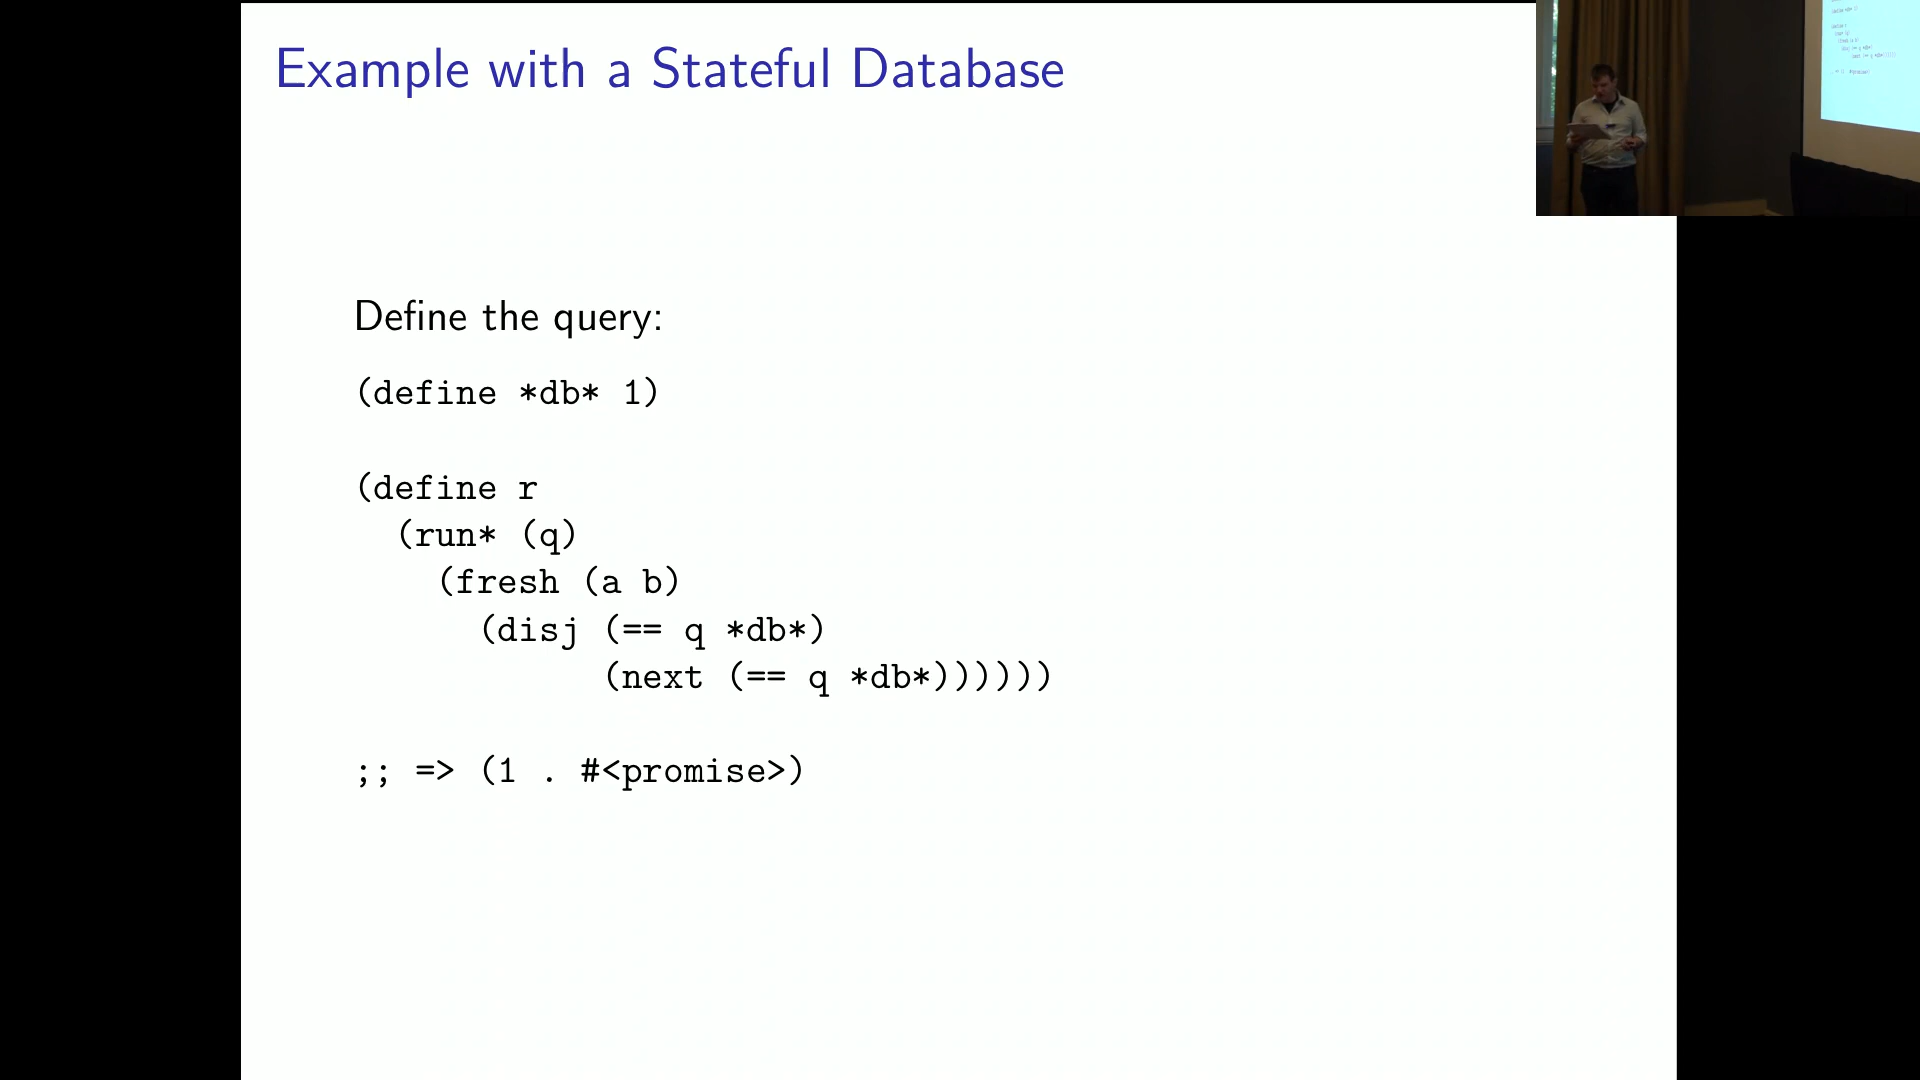 Example with a Stateful Database
Define the query:
(define *db* 1)
(define r
  (run* (q)
    (fresh (a b)
      (disj (== q *db*)
            (next (== q *db*))))))
;; => (1 . #<promise>)